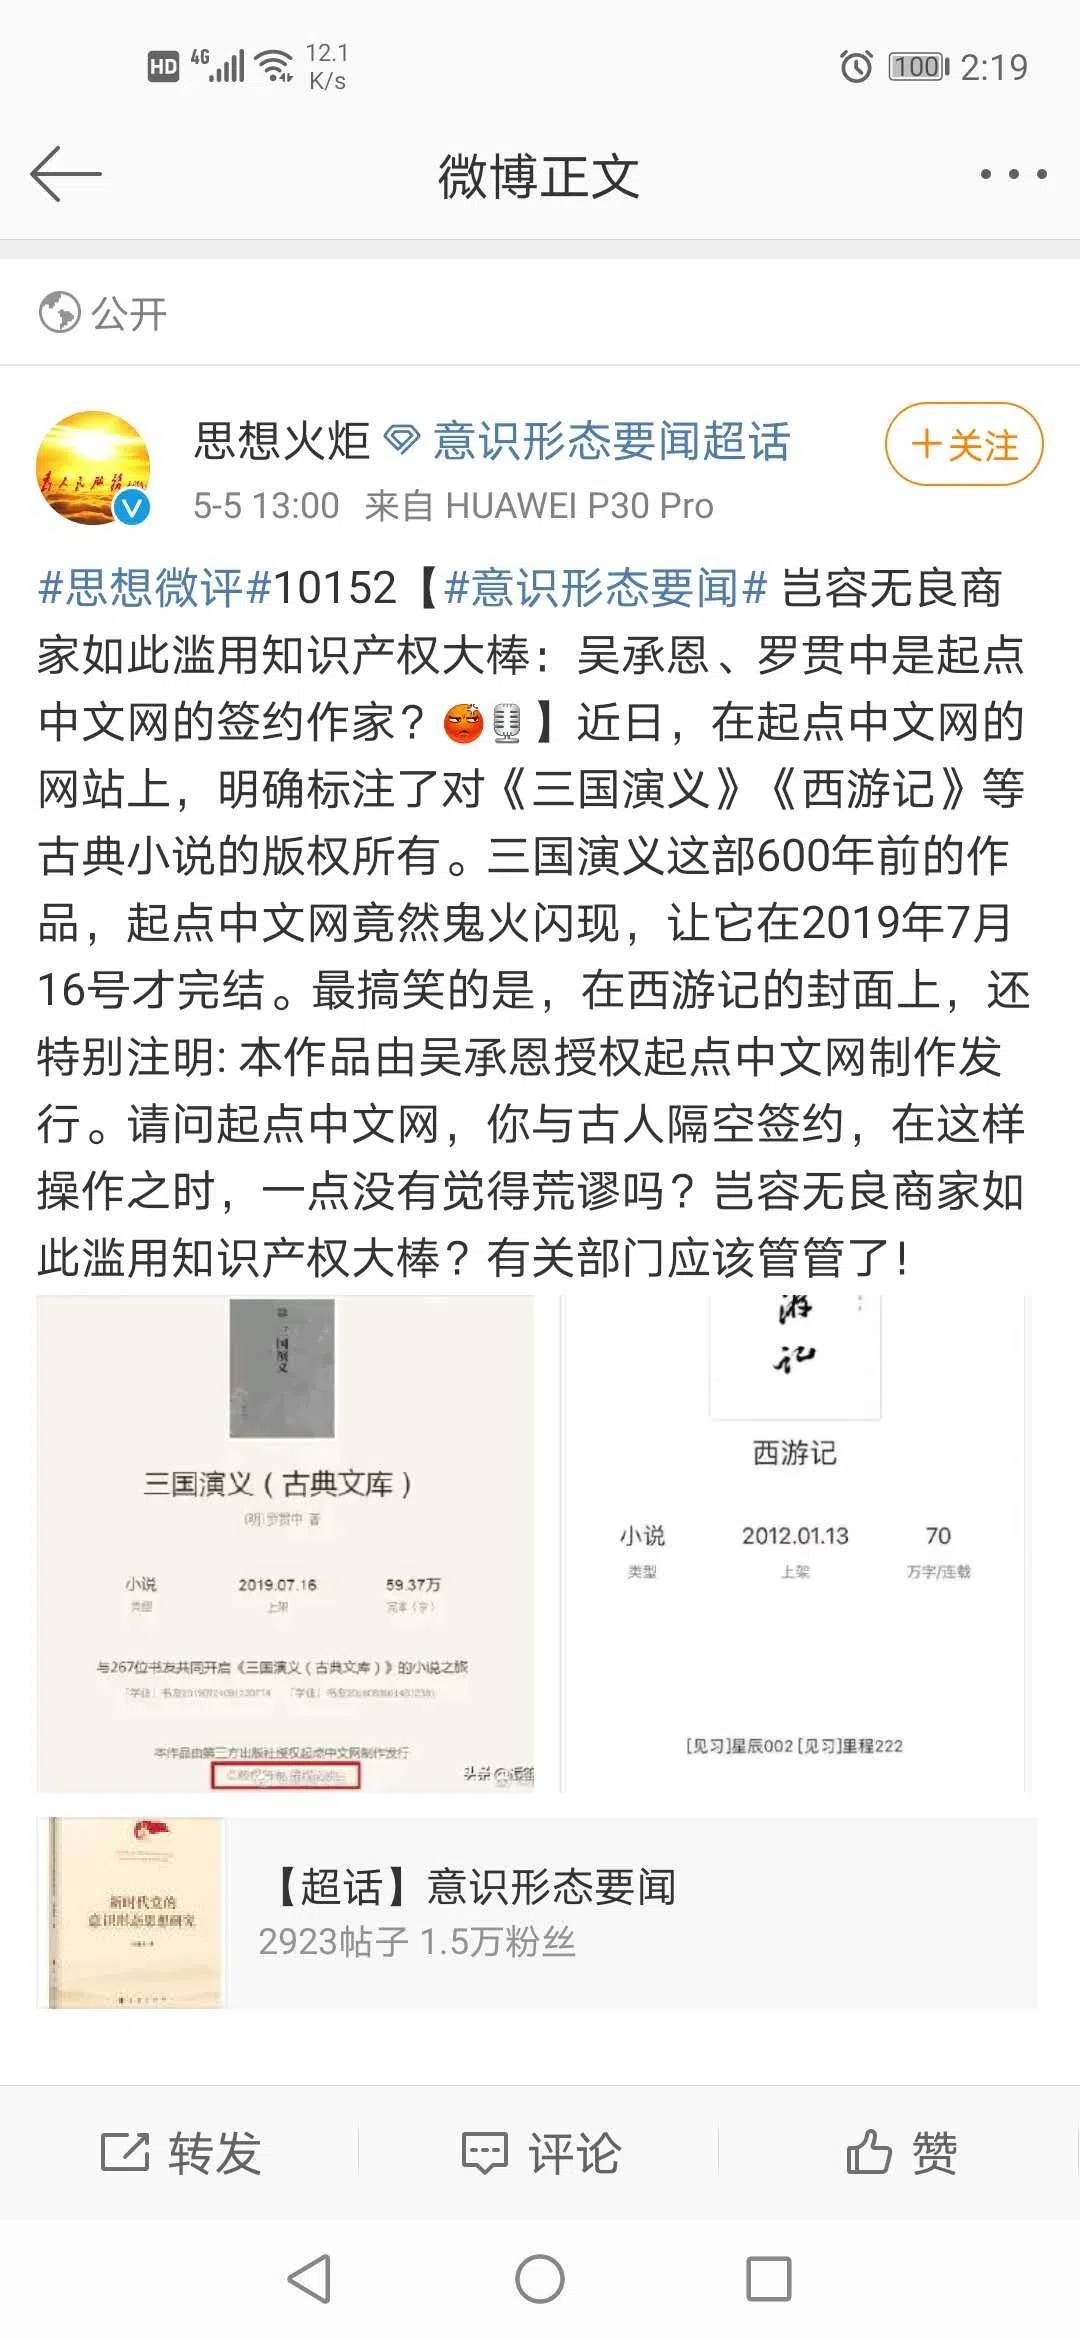 HD 4G 12.1 K/s 100 2:19
微博正文
公开
思想火炬 意识形态要闻超话
+关注
5-5 13:00 来自 HUAWEI P30 Pro
#思想微评#10152【#意识形态要闻# 岂容无良商
家如此滥用知识产权大棒：吴承恩、罗贯中是起点
中文网的签约作家？】近日，在起点中文网的
网站上，明确标注了对《三国演义》《西游记》等
古典小说的版权所有。三国演义这部600年前的作
品，起点中文网竟然鬼火闪现，让它在2019年7月
16号才完结。最搞笑的是，在西游记的封面上，还
特别注明: 本作品由吴承恩授权起点中文网制作发
行。请问起点中文网，你与古人隔空签约，在这样
操作之时，一点没有觉得荒谬吗？岂容无良商家如
此滥用知识产权大棒？有关部门应该管管了！
三国演义
三国演义（古典文库）
(明)罗贯中 著
小说 2019.07.16 59.37万
类型 上架 完本（字）
与267位书友共同开启《三国演义（古典文库）》的小说之旅
本作品由第三方出版社授权起点中文网制作发行
游
记
西游记
小说 2012.01.13 70
类型 上架 万字/连载
[见习]星辰002 [见习]里程222
新时代党的
意识形态思想研究
【超话】意识形态要闻
2923帖子 1.5万粉丝
转发 评论 赞